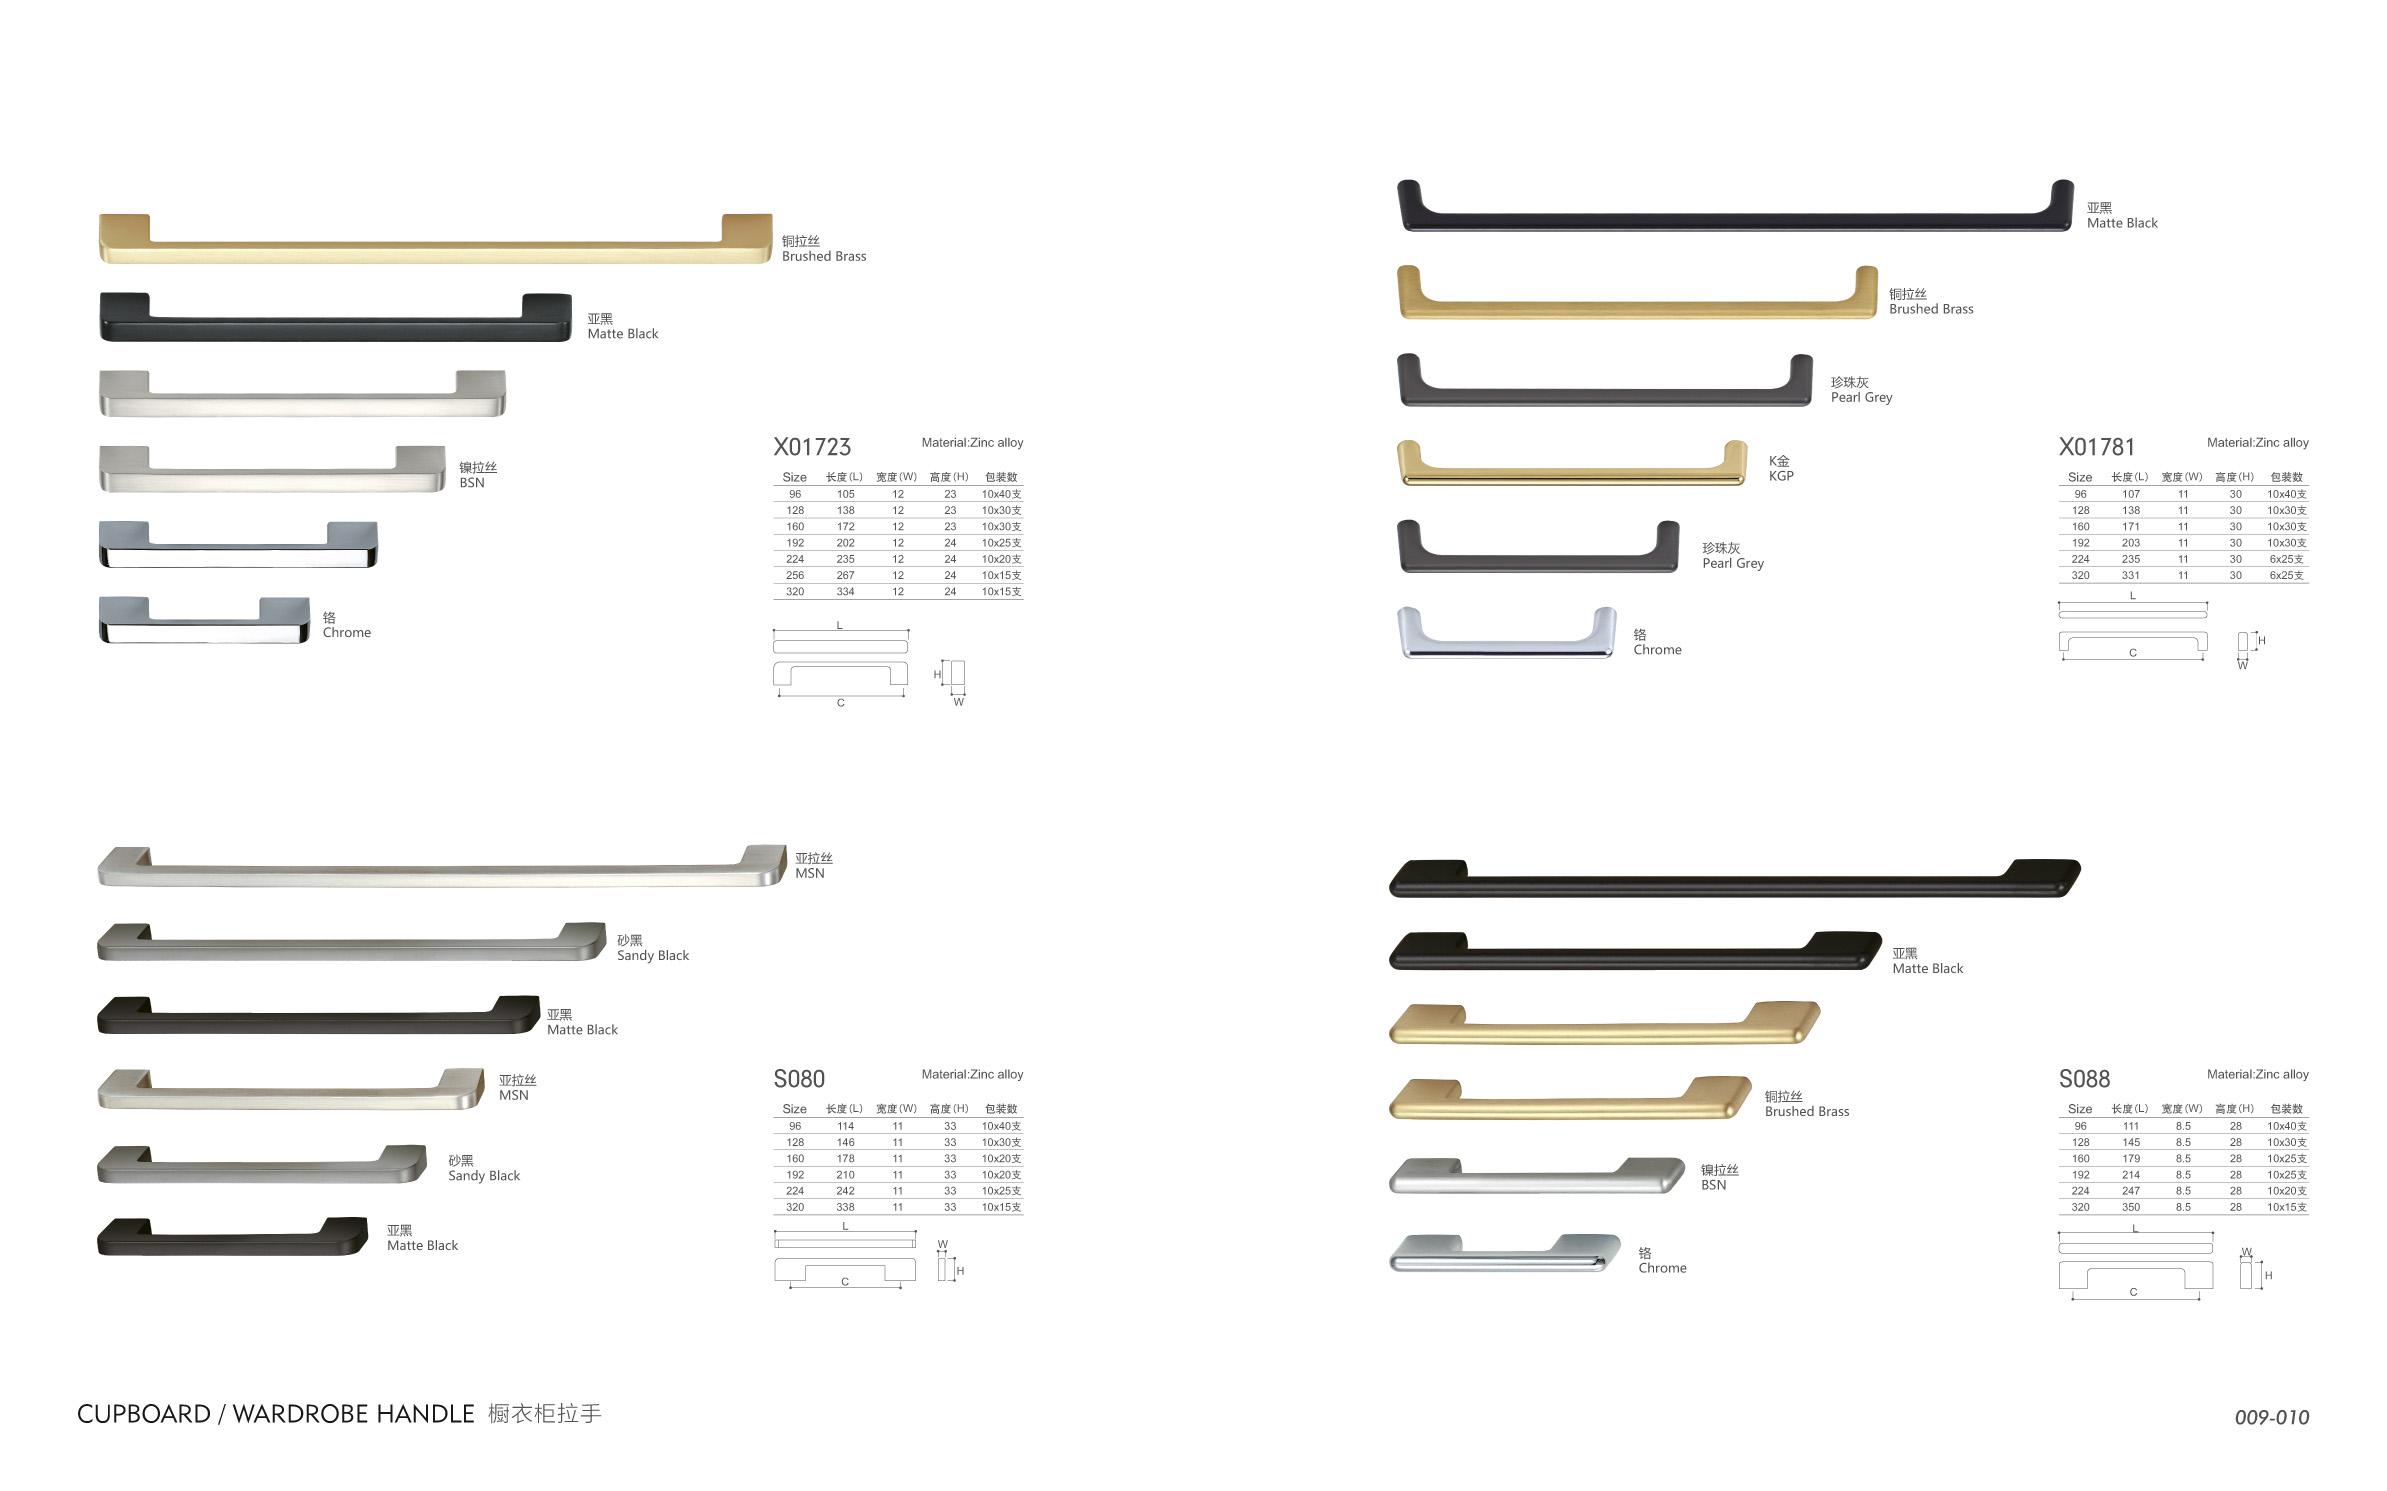 铜拉丝
Brushed Brass
亚黑
Matte Black
镍拉丝
BSN
铬
Chrome
X01723 Material:Zinc alloy
Size 长度(L) 宽度(W) 高度(H) 包装数
96 105 12 23 10x40支
128 138 12 23 10x30支
160 172 12 23 10x30支
192 202 12 24 10x25支
224 235 12 24 10x20支
256 267 12 24 10x15支
320 334 12 24 10x15支
L
H
C
W
亚黑
Matte Black
铜拉丝
Brushed Brass
珍珠灰
Pearl Grey
K金
KGP
珍珠灰
Pearl Grey
铬
Chrome
X01781 Material:Zinc alloy
Size 长度(L) 宽度(W) 高度(H) 包装数
96 107 11 30 10x40支
128 138 11 30 10x30支
160 171 11 30 10x30支
192 203 11 30 10x30支
224 235 11 30 6x25支
320 331 11 30 6x25支
L
H
C
W
亚拉丝
MSN
砂黑
Sandy Black
亚黑
Matte Black
亚拉丝
MSN
砂黑
Sandy Black
亚黑
Matte Black
S080 Material:Zinc alloy
Size 长度(L) 宽度(W) 高度(H) 包装数
96 114 11 33 10x40支
128 146 11 33 10x30支
160 178 11 33 10x20支
192 210 11 33 10x20支
224 242 11 33 10x25支
320 338 11 33 10x15支
L
W
H
C
亚黑
Matte Black
铜拉丝
Brushed Brass
镍拉丝
BSN
铬
Chrome
S088 Material:Zinc alloy
Size 长度(L) 宽度(W) 高度(H) 包装数
96 111 8.5 28 10x40支
128 145 8.5 28 10x30支
160 179 8.5 28 10x25支
192 214 8.5 28 10x25支
224 247 8.5 28 10x20支
320 350 8.5 28 10x15支
L
W
H
C
CUPBOARD / WARDROBE HANDLE 橱衣柜拉手
009-010